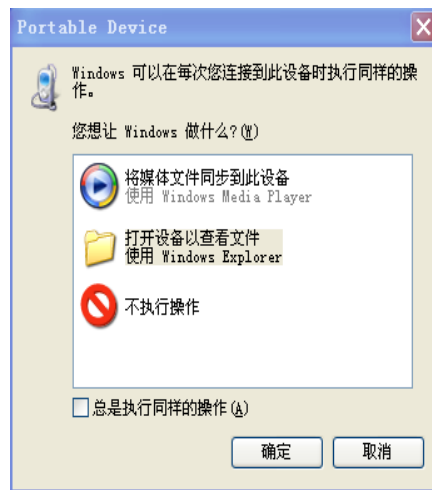 Portable Device
Windows 可以在每次您连接到此设备时执行同样的操
作。
您想让 Windows 做什么?(W)
将媒体文件同步到此设备
使用 Windows Media Player
打开设备以查看文件
使用 Windows Explorer
不执行操作
总是执行同样的操作(A)
确定 取消